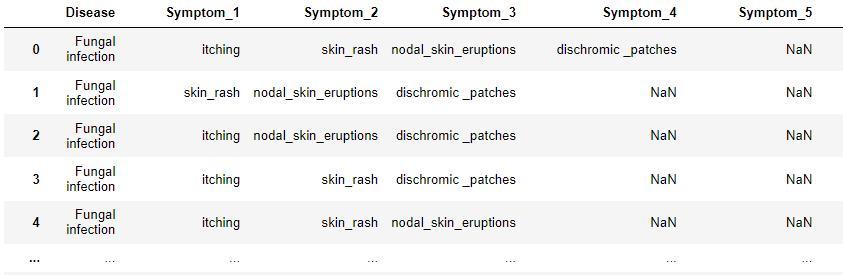 Disease Symptom_1 Symptom_2 Symptom_3 Symptom_4 Symptom_5
0 Fungal infection itching skin_rash nodal_skin_eruptions dischromic _patches NaN
1 Fungal infection skin_rash nodal_skin_eruptions dischromic _patches NaN NaN
2 Fungal infection itching nodal_skin_eruptions dischromic _patches NaN NaN
3 Fungal infection itching skin_rash dischromic _patches NaN NaN
4 Fungal infection itching skin_rash nodal_skin_eruptions NaN NaN
... ... ... ... ... ... ...